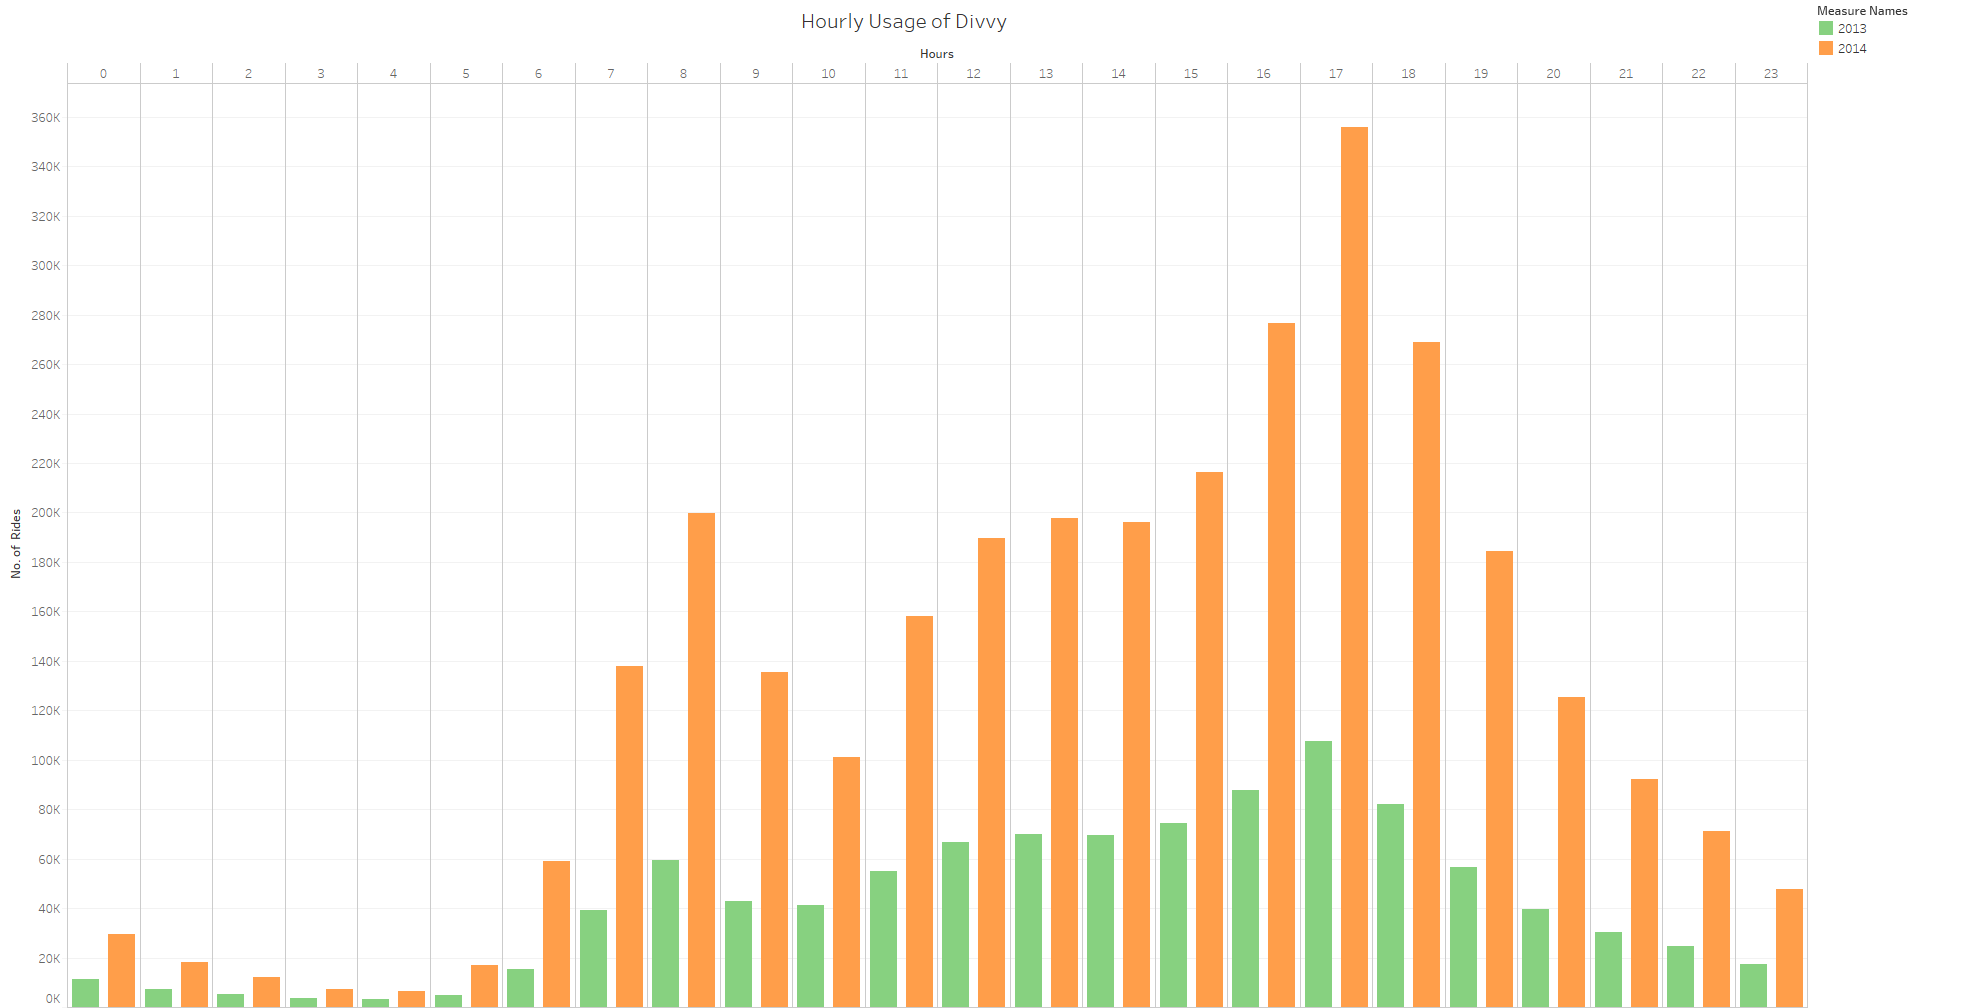 Hourly Usage of Divvy
Measure Names
2013
2014
Hours
0 1 2 3 4 5 6 7 8 9 10 11 12 13 14 15 16 17 18 19 20 21 22 23
360K
340K
320K
300K
280K
260K
240K
220K
200K
180K
160K
140K
120K
100K
80K
60K
40K
20K
0K
No. of Rides